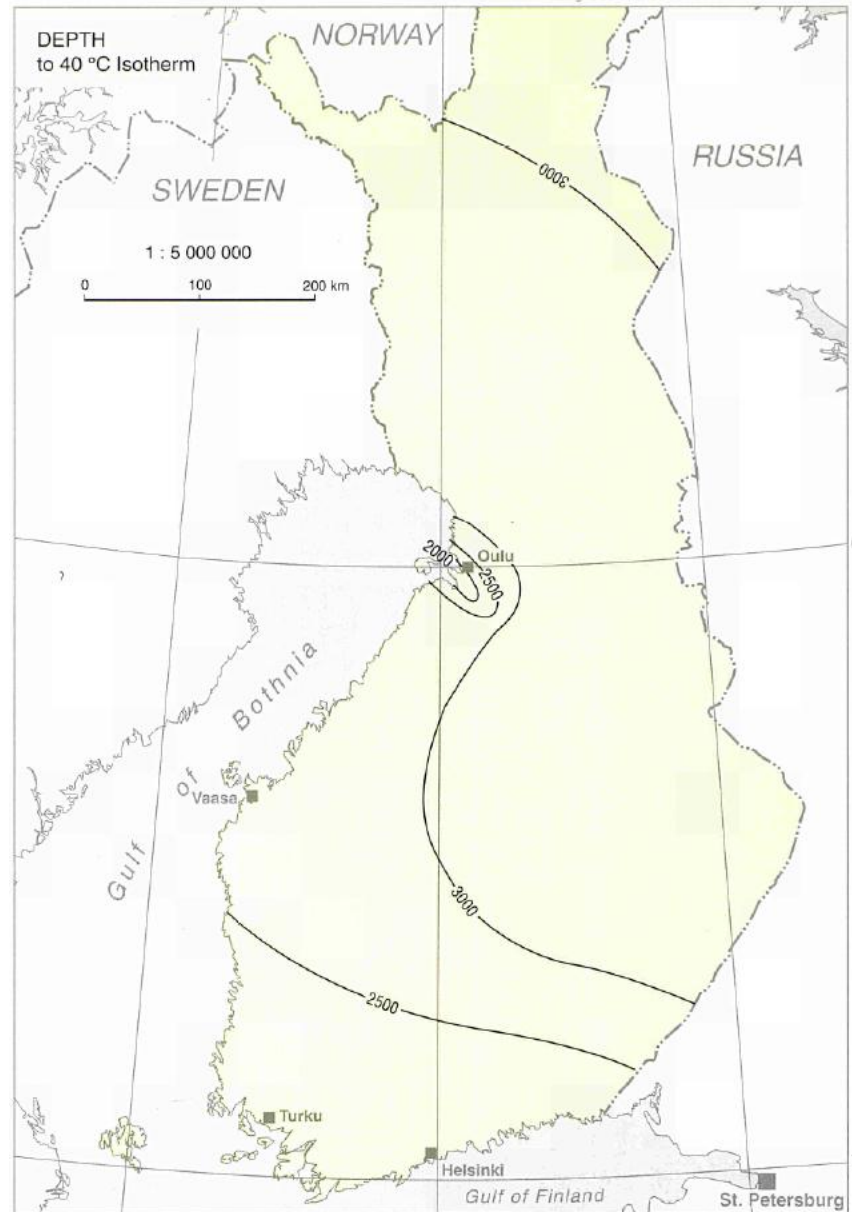 DEPTH
to 40 °C Isotherm
NORWAY
SWEDEN
RUSSIA
1 : 5 000 000
0 100 200 km
3000
2000
2500
Oulu
Gulf of Bothnia
Vaasa
3000
2500
Turku
Helsinki
Gulf of Finland
St. Petersburg